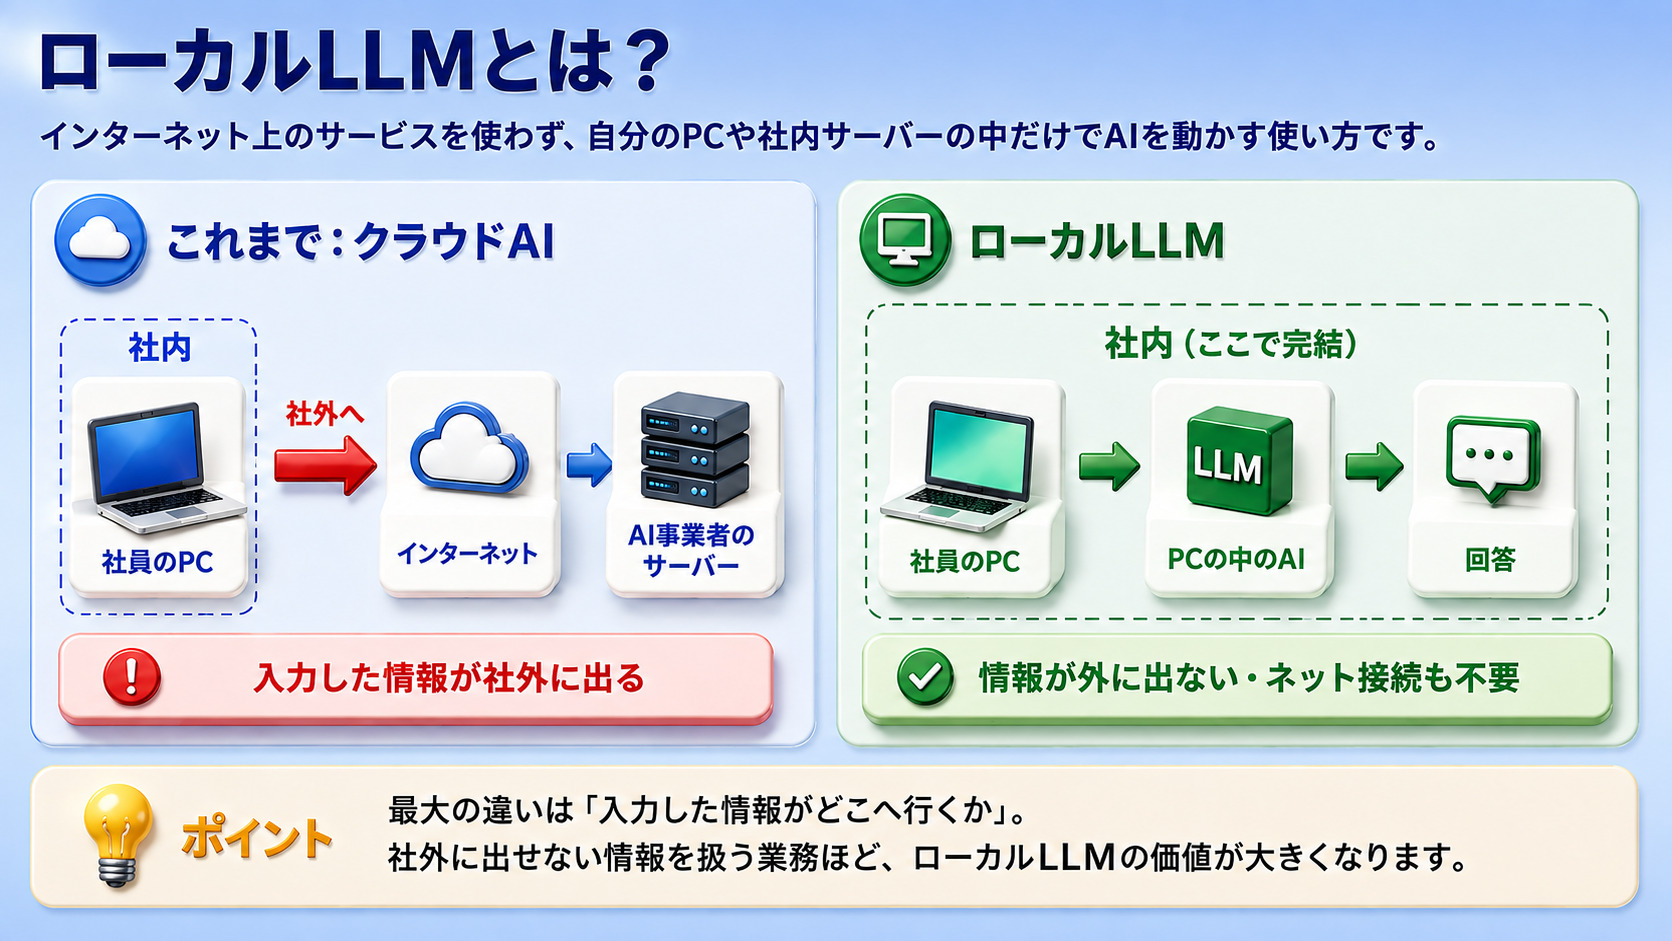 ローカルLLMとは？
インターネット上のサービスを使わず、自分のPCや社内サーバーの中だけでAIを動かす使い方です。
これまで：クラウドAI
社内
社員のPC
社外へ
インターネット
AI事業者の
サーバー
入力した情報が社外に出る
ローカルLLM
社内（ここで完結）
社員のPC
LLM
PCの中のAI
回答
情報が外に出ない・ネット接続も不要
ポイント
最大の違いは「入力した情報がどこへ行くか」。
社外に出せない情報を扱う業務ほど、ローカルLLMの価値が大きくなります。